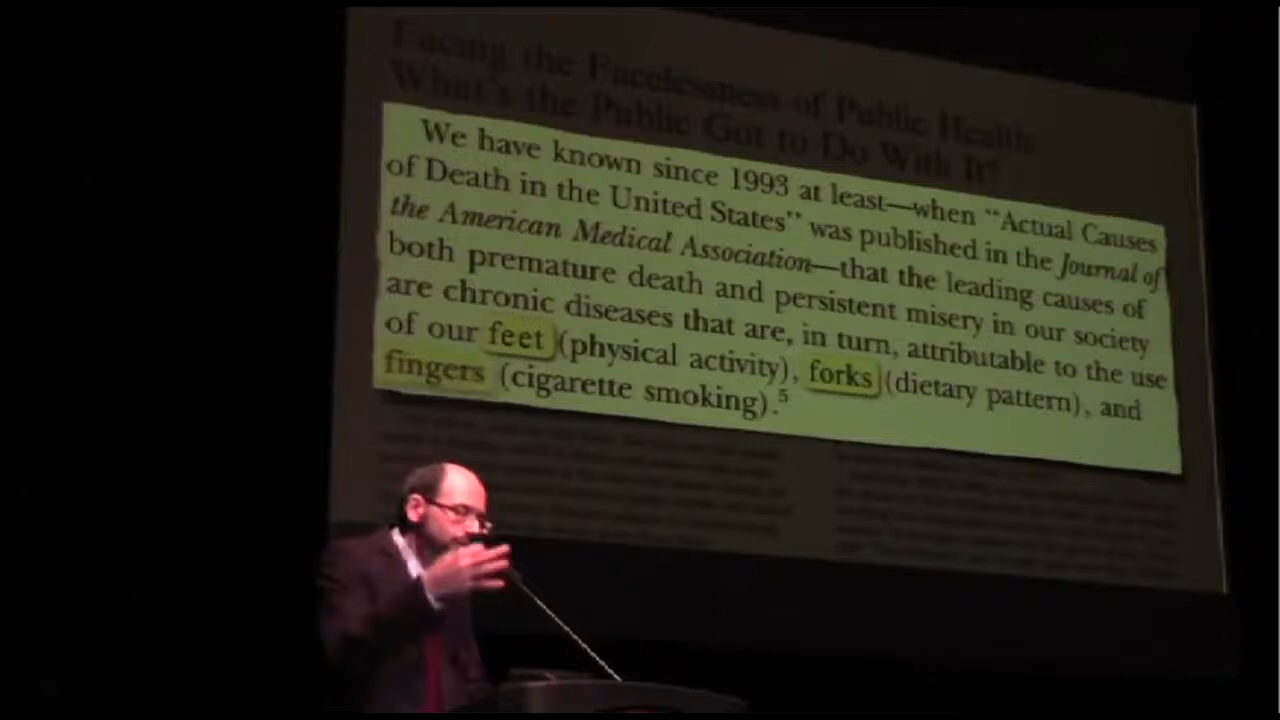 Facing the Facelessness of Public Health:
What's the Public Got to Do With It?
We have known since 1993 at least—when “Actual Causes
of Death in the United States” was published in the Journal of
the American Medical Association—that the leading causes of
both premature death and persistent misery in our society
are chronic diseases that are, in turn, attributable to the use
of our feet (physical activity), forks (dietary pattern), and
fingers (cigarette smoking).5